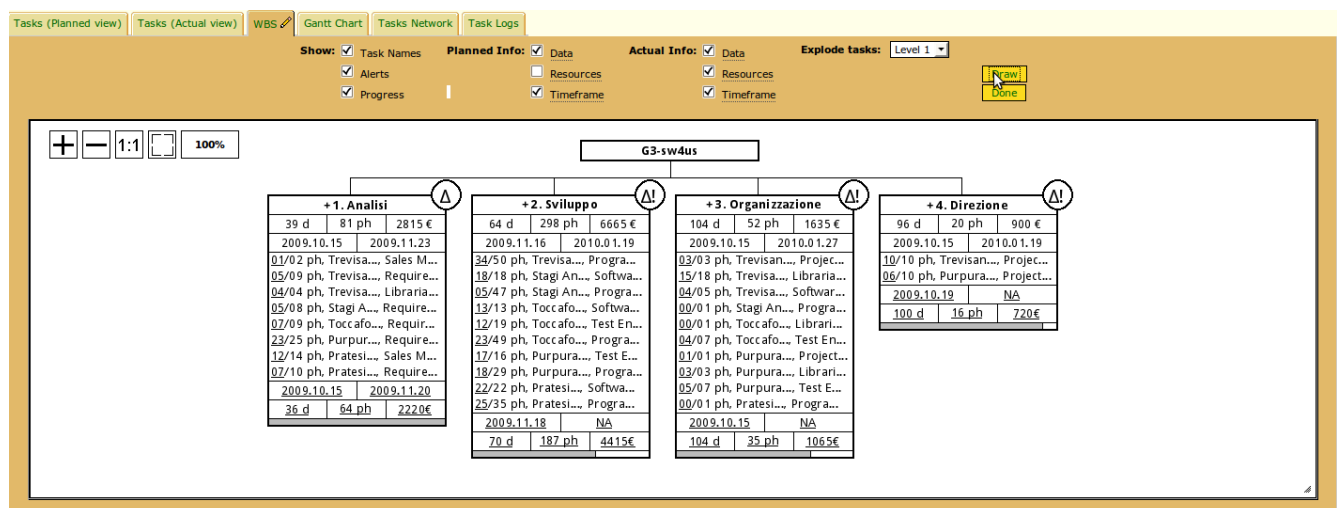 Tasks (Planned view) Tasks (Actual view) WBS Gantt Chart Tasks Network Task Logs
Show: Task Names Planned Info: Data Actual Info: Data Explode tasks: Level 1
Alerts Resources Resources Draw
Progress Timeframe Timeframe Done
1:1 100%
G3-sw4us
+1. Analisi Δ
39 d 81 ph 2815€
2009.10.15 2009.11.23
01/02 ph, Trevisa..., Sales M...
05/09 ph, Trevisa..., Require...
04/04 ph, Trevisa..., Libraria...
05/08 ph, Stagi A..., Require...
07/09 ph, Toccafo..., Requir...
23/25 ph, Purpur..., Require...
12/14 ph, Pratesi..., Sales M...
07/10 ph, Pratesi..., Require...
2009.10.15 2009.11.20
36 d 64 ph 2220€
+2. Sviluppo Δ!
64 d 298 ph 6665€
2009.11.16 2010.01.19
34/50 ph, Trevisa..., Progra...
18/18 ph, Stagi An..., Softwa...
05/47 ph, Stagi An..., Progra...
13/13 ph, Toccafo..., Softwa...
12/19 ph, Toccafo..., Test En...
23/49 ph, Toccafo..., Progra...
17/16 ph, Purpura..., Test E...
18/29 ph, Purpura..., Progra...
22/22 ph, Pratesi..., Softwa...
25/35 ph, Pratesi..., Progra...
2009.11.18 NA
70 d 187 ph 4415€
+3. Organizzazione Δ!
104 d 52 ph 1635€
2009.10.15 2010.01.27
03/03 ph, Trevisan..., Projec...
15/18 ph, Trevisa..., Libraria...
04/05 ph, Trevisa..., Softwar...
00/01 ph, Stagi An..., Progra...
00/01 ph, Toccafo..., Librari...
04/07 ph, Toccafo..., Test En...
01/01 ph, Purpura..., Project...
03/03 ph, Purpura..., Librari...
05/07 ph, Purpura..., Test E...
00/01 ph, Pratesi..., Progra...
2009.10.15 NA
104 d 35 ph 1065€
+4. Direzione Δ!
96 d 20 ph 900€
2009.10.15 2010.01.19
10/10 ph, Trevisan..., Project...
06/10 ph, Purpura..., Project...
2009.10.19 NA
100 d 16 ph 720€